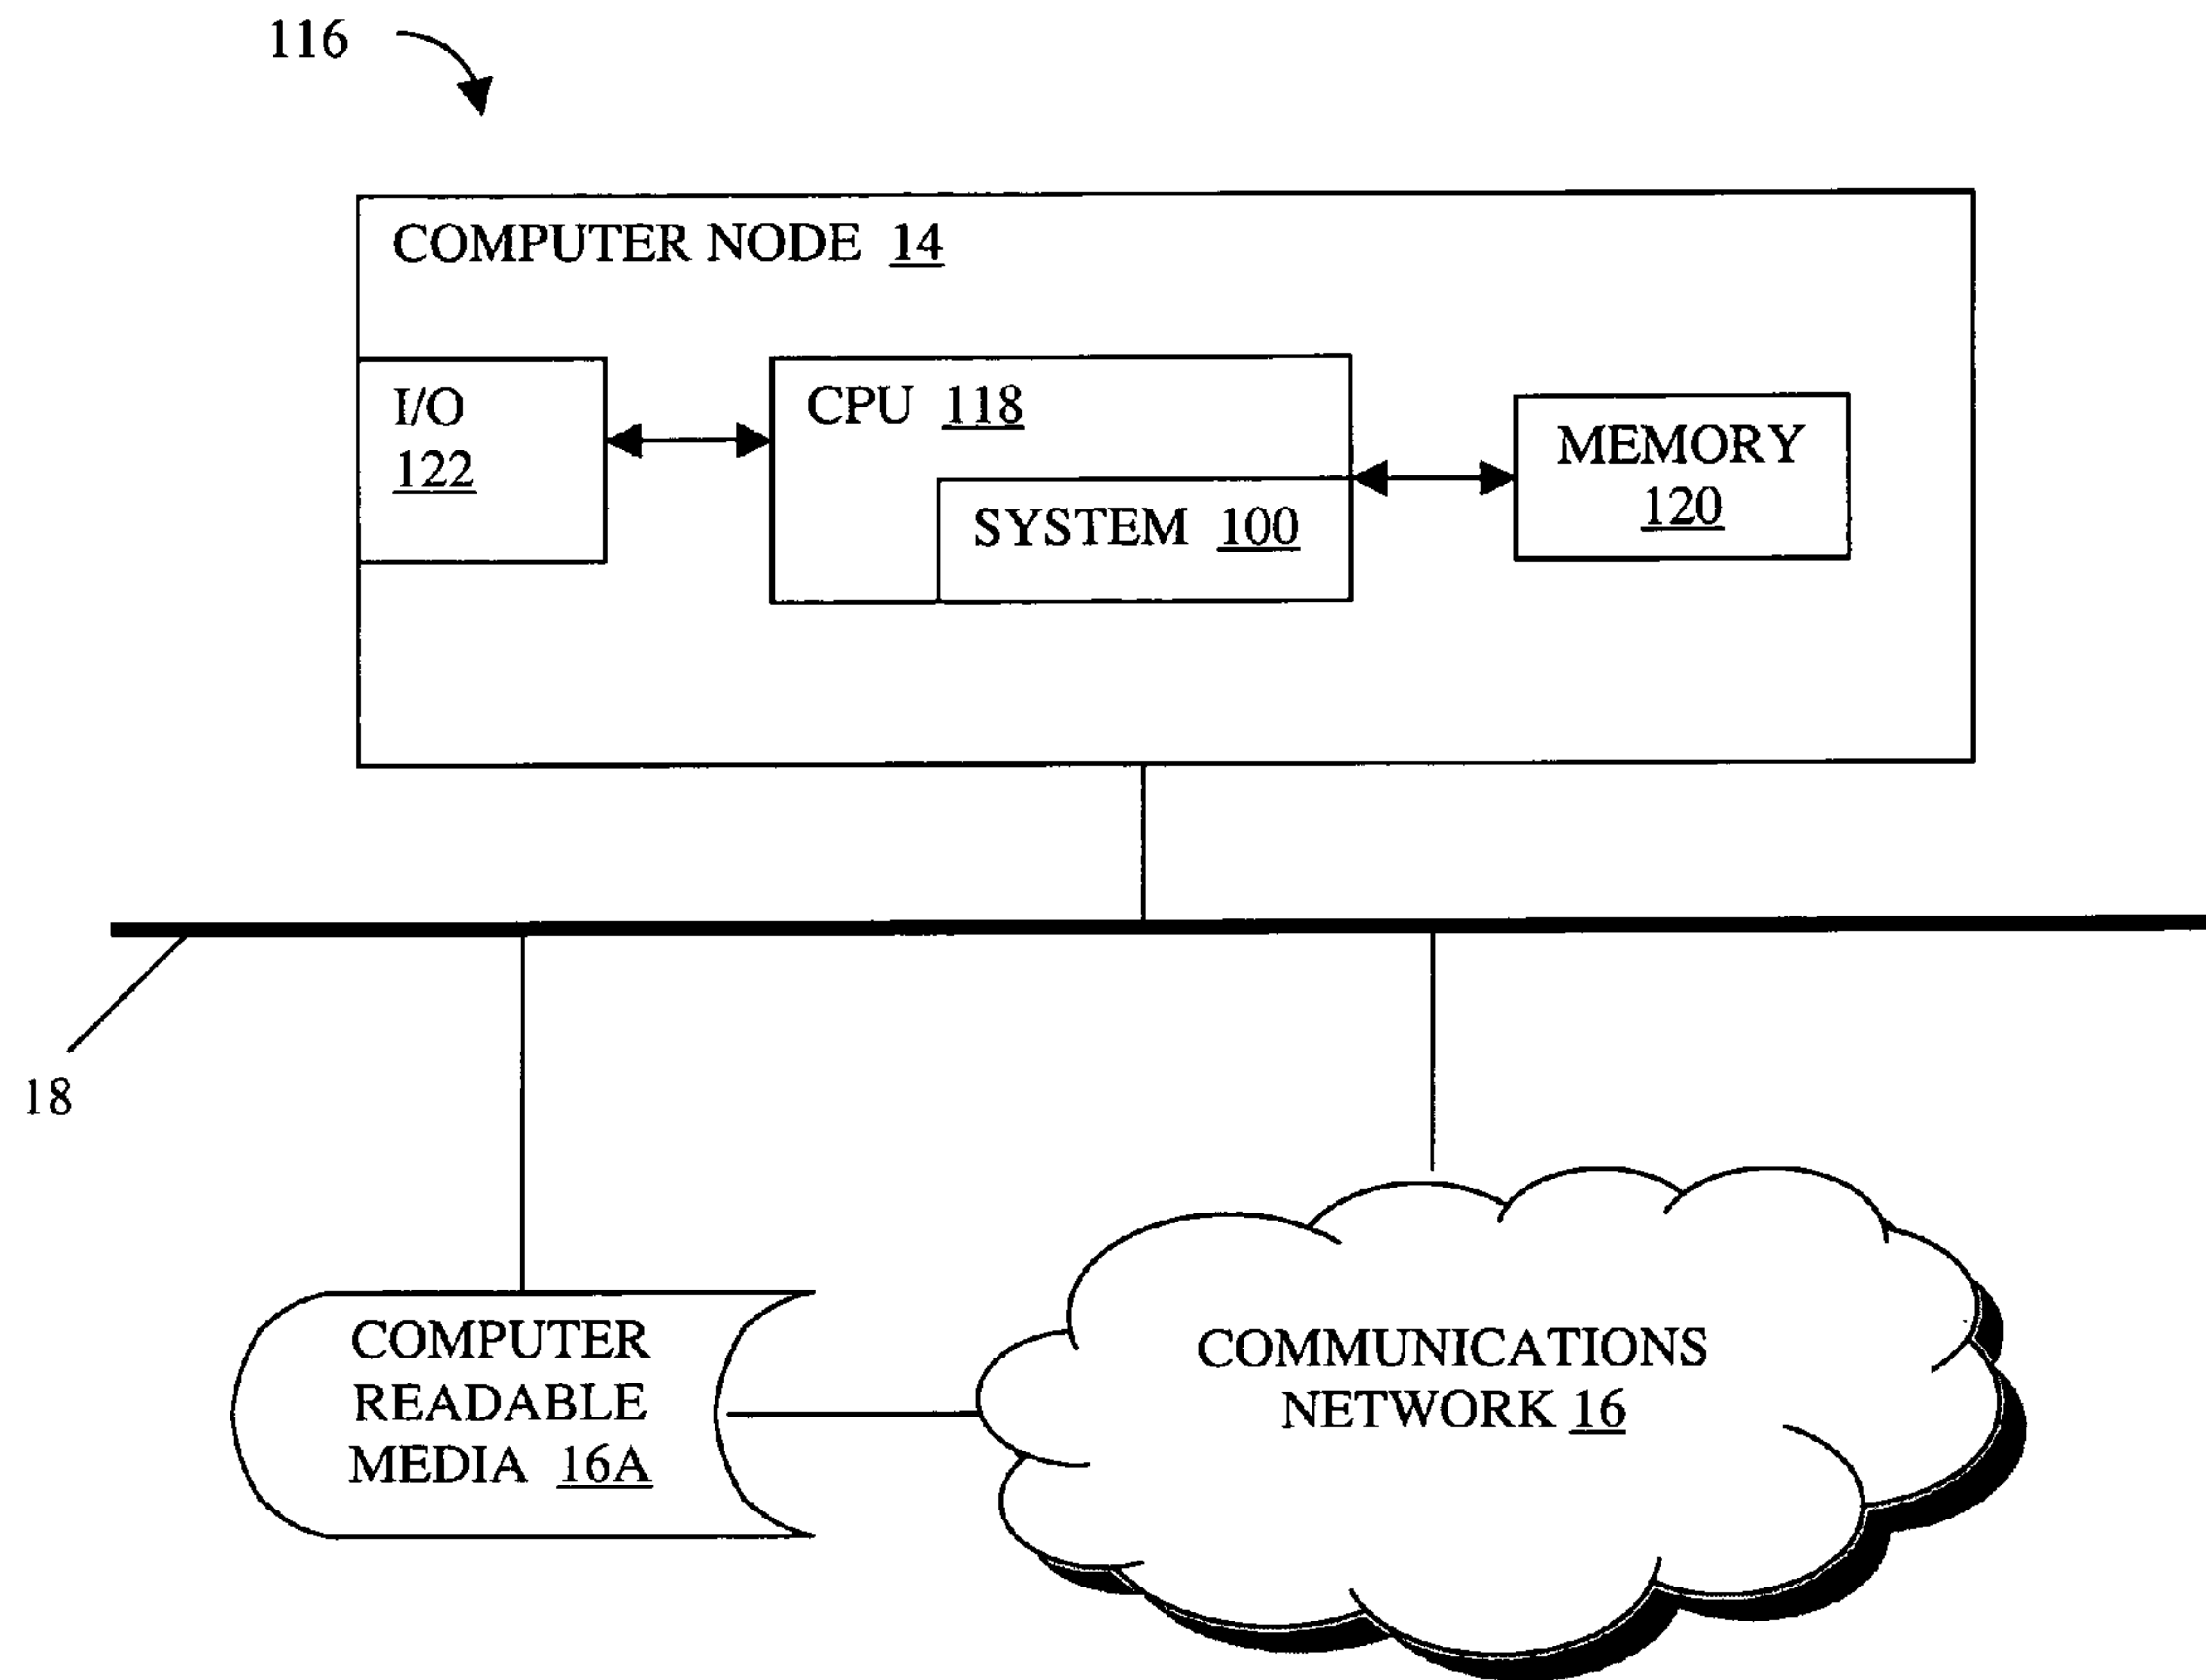 116
COMPUTER NODE 14
I/O
122
CPU 118
SYSTEM 100
MEMORY
120
18
COMPUTER
READABLE
MEDIA 16A
COMMUNICATIONS
NETWORK 16